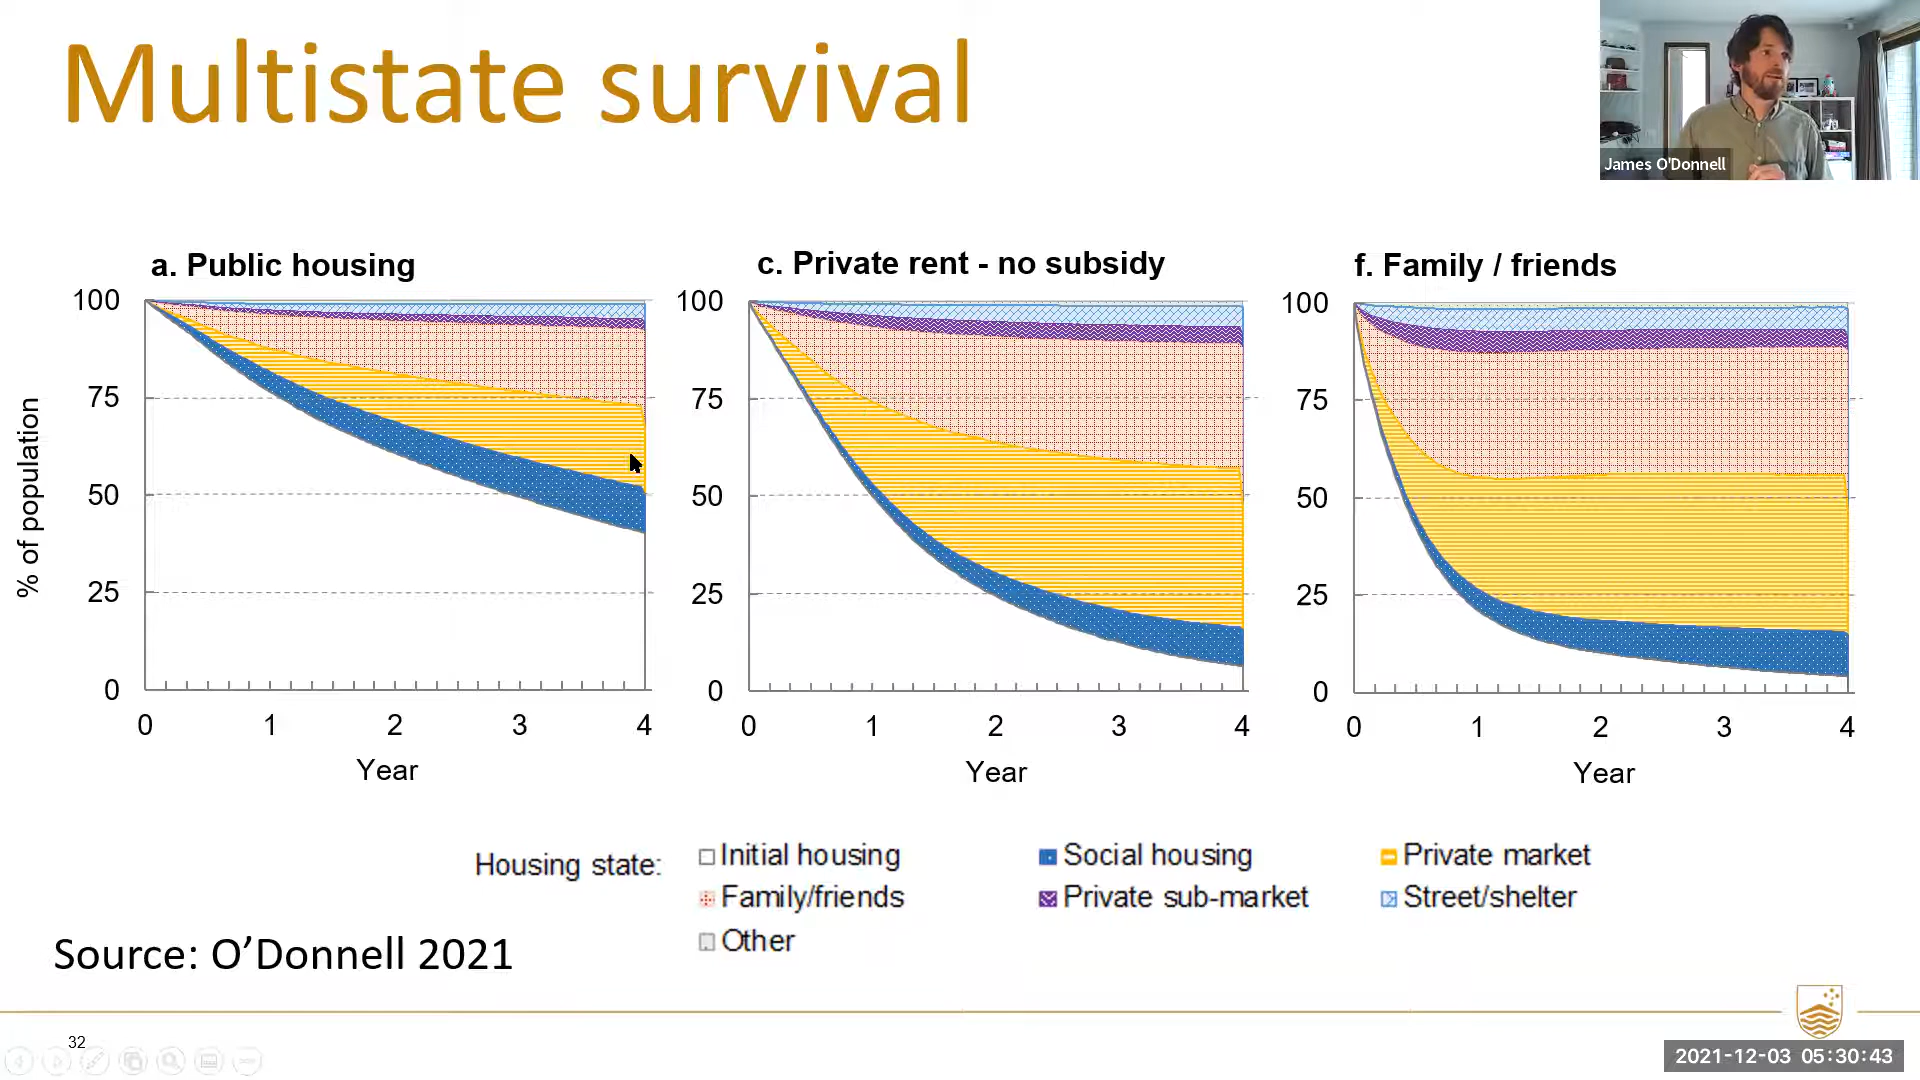 Multistate survival
James O'Donnell
a. Public housing
c. Private rent - no subsidy
f. Family / friends
% of population
100
75
50
25
0
0 1 2 3 4
Year
100
75
50
25
0
0 1 2 3 4
Year
100
75
50
25
0
0 1 2 3 4
Year
Housing state:
Initial housing
Social housing
Private market
Family/friends
Private sub-market
Street/shelter
Other
Source: O’Donnell 2021
32
2021-12-03 05:30:43